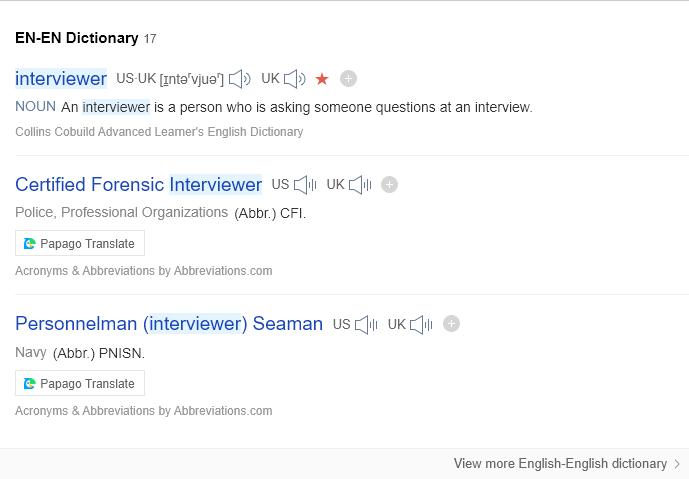 EN-EN Dictionary 17
interviewer US·UK [ɪntəʳvjuəʳ] UK
NOUN An interviewer is a person who is asking someone questions at an interview.
Collins Cobuild Advanced Learner's English Dictionary
Certified Forensic Interviewer US UK
Police, Professional Organizations (Abbr.) CFI.
Papago Translate
Acronyms & Abbreviations by Abbreviations.com
Personnelman (interviewer) Seaman US UK
Navy (Abbr.) PNISN.
Papago Translate
Acronyms & Abbreviations by Abbreviations.com
View more English-English dictionary